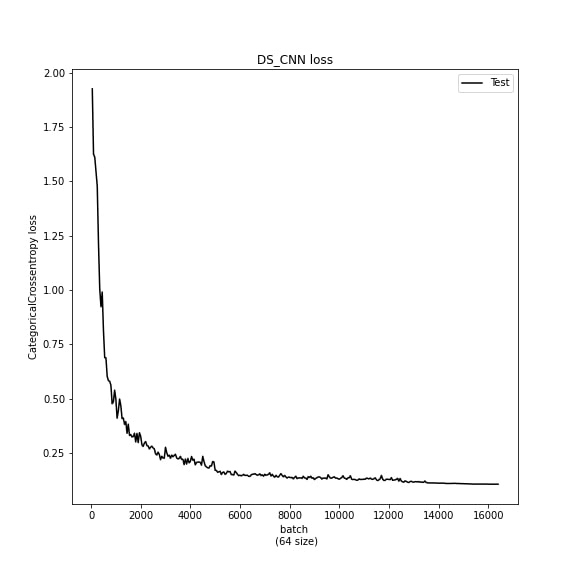 DS_CNN loss
Test
CategoricalCrossentropy loss
2.00
1.75
1.50
1.25
1.00
0.75
0.50
0.25
0 2000 4000 6000 8000 10000 12000 14000 16000
batch
(64 size)